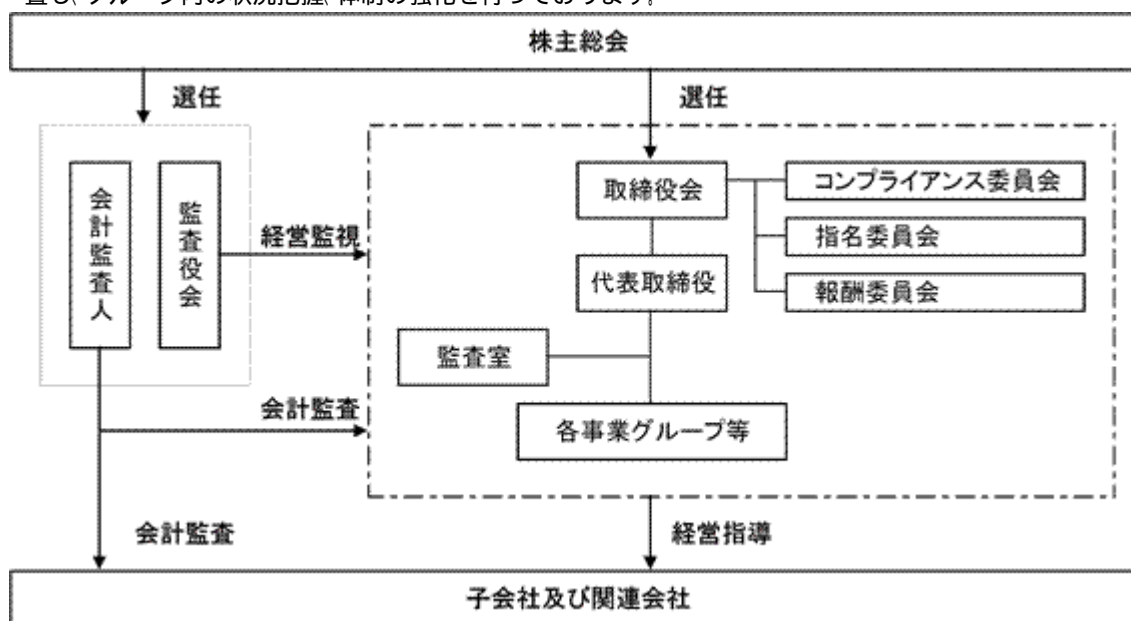 株主総会
選任
選任
会計監査人
監査役会
経営監視
取締役会
コンプライアンス委員会
指名委員会
報酬委員会
代表取締役
監査室
会計監査
各事業グループ等
会計監査
経営指導
子会社及び関連会社